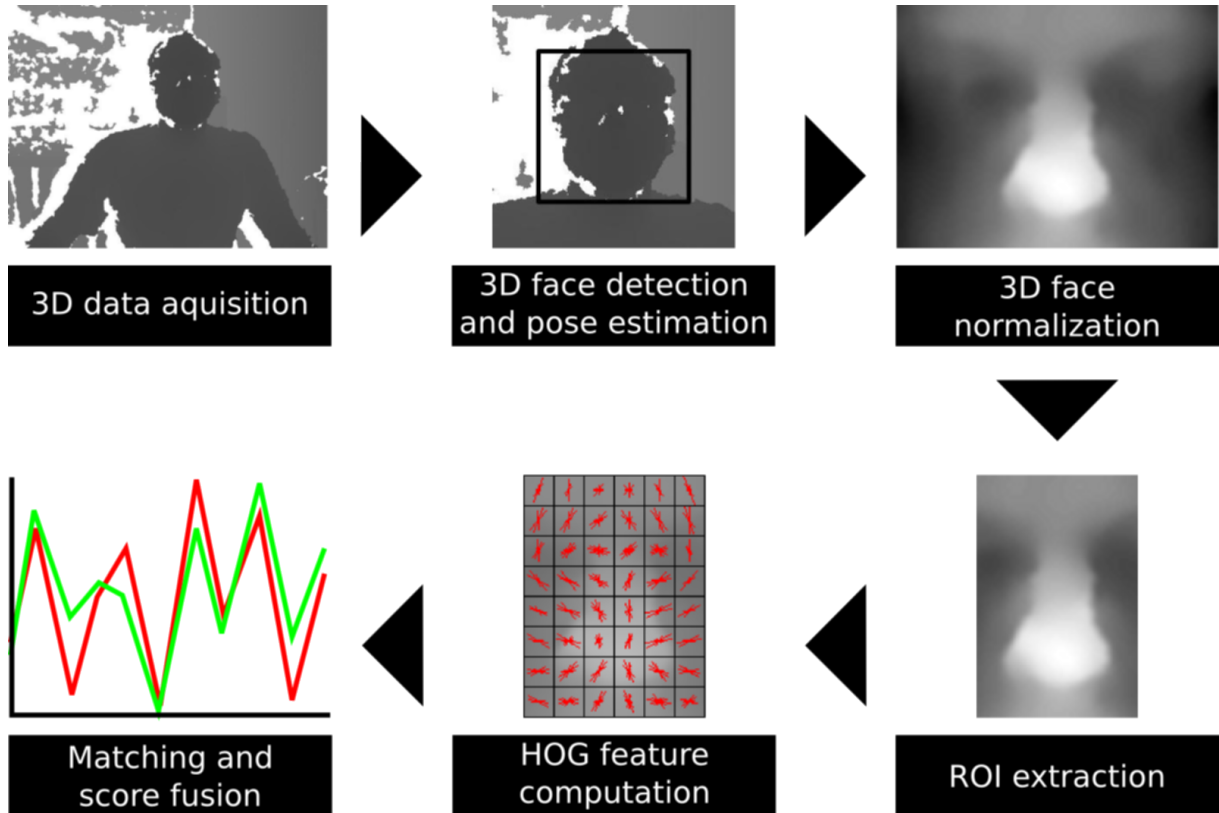 3D data aquisition
3D face detection
and pose estimation
3D face
normalization
Matching and
score fusion
HOG feature
computation
ROI extraction